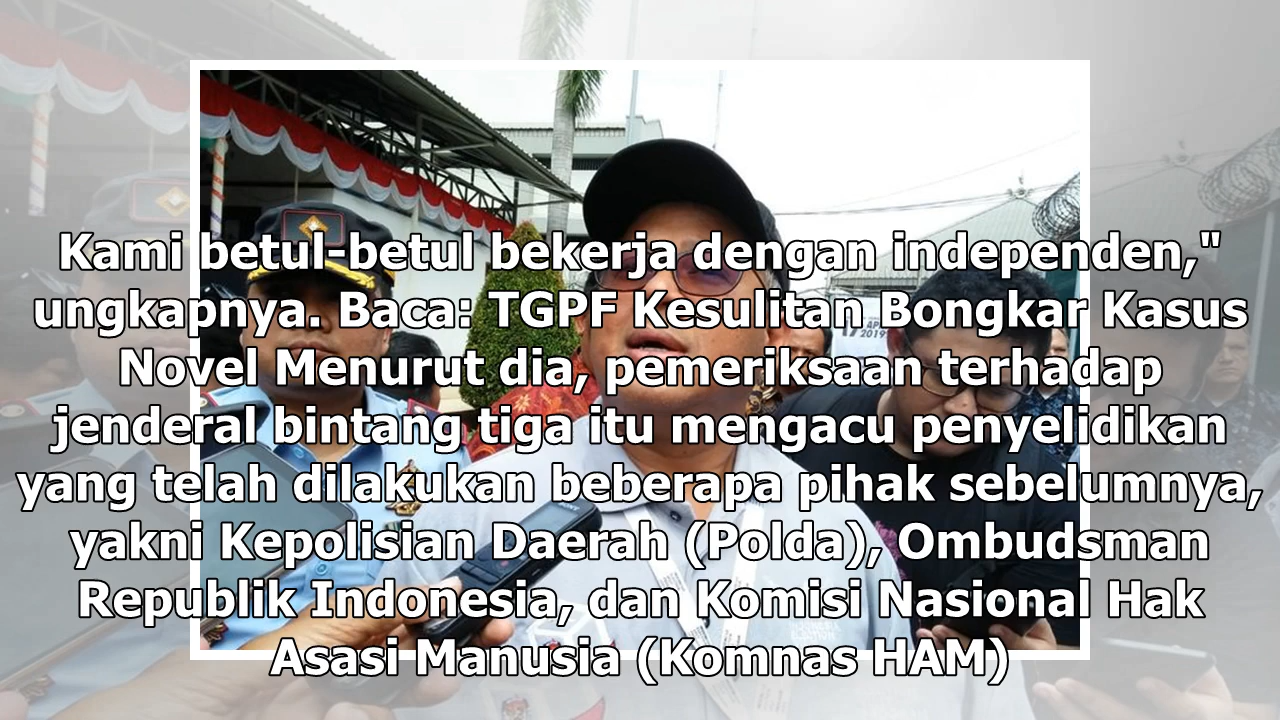 Kami betul-betul bekerja dengan independen,"
ungkapnya. Baca: TGPF Kesulitan Bongkar Kasus
Novel Menurut dia, pemeriksaan terhadap
jenderal bintang tiga itu mengacu penyelidikan
yang telah dilakukan beberapa pihak sebelumnya,
yakni Kepolisian Daerah (Polda), Ombudsman
Republik Indonesia, dan Komisi Nasional Hak
Asasi Manusia (Komnas HAM)
2019
SONY